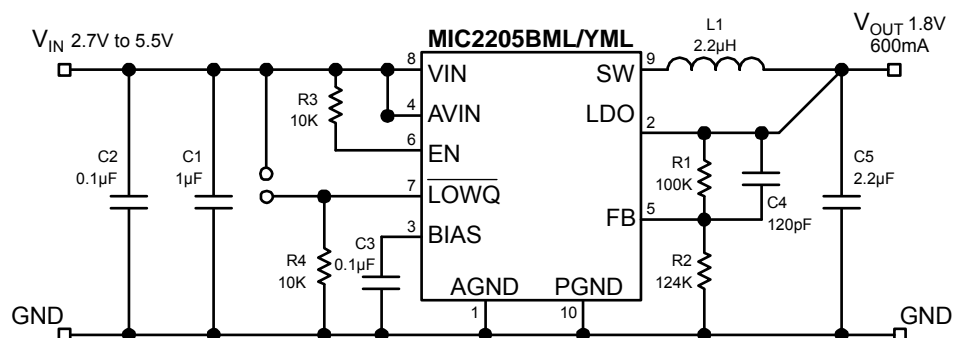 V_IN 2.7V to 5.5V
MIC2205BML/YML
L1
2.2µH
V_OUT 1.8V
600mA
8
VIN
SW
9
R3
10K
4
AVIN
LDO
2
6
EN
C2
0.1µF
C1
1µF
R1
100K
C4
120pF
C5
2.2µF
7
LOWQ
FB
5
3
BIAS
C3
0.1µF
R4
10K
R2
124K
AGND
PGND
1
10
GND
GND